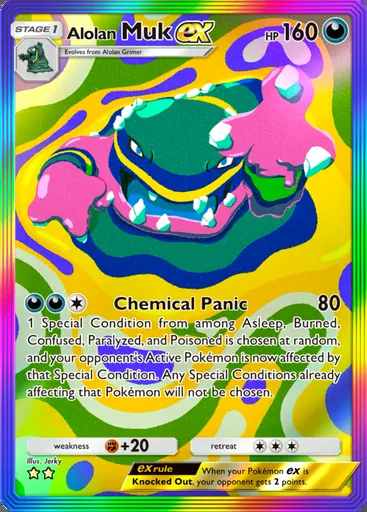 STAGE 1 Alolan Muk ex HP 160
Evolves from Alolan Grimer
Chemical Panic 80
1 Special Condition from among Asleep, Burned,
Confused, Paralyzed, and Poisoned is chosen at random,
and your opponent's Active Pokémon is now affected by
that Special Condition. Any Special Conditions already
affecting that Pokémon will not be chosen.
weakness +20 retreat
Illus. Jerky
ex rule When your Pokémon ex is
Knocked Out, your opponent gets 2 points.